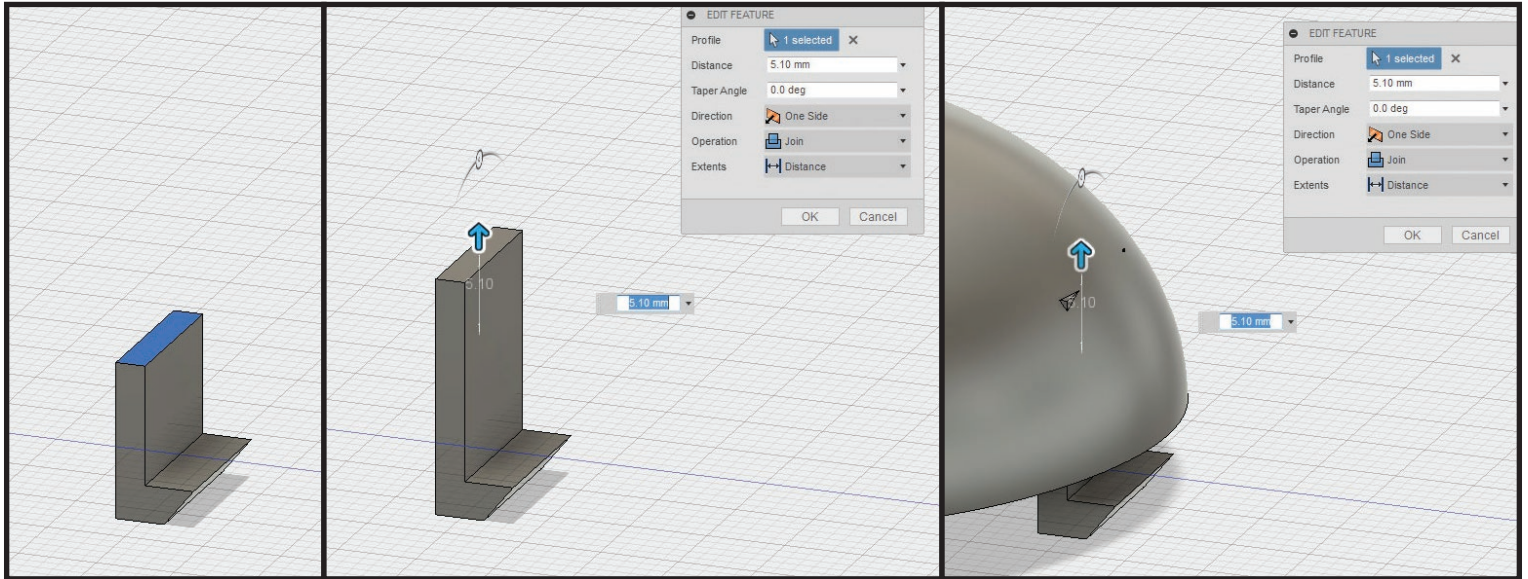 EDIT FEATURE
Profile 1 selected X
Distance 5.10 mm
Taper Angle 0.0 deg
Direction One Side
Operation Join
Extents Distance
OK Cancel
5.10
5.10 mm
EDIT FEATURE
Profile 1 selected X
Distance 5.10 mm
Taper Angle 0.0 deg
Direction One Side
Operation Join
Extents Distance
OK Cancel
5.10
5.10 mm